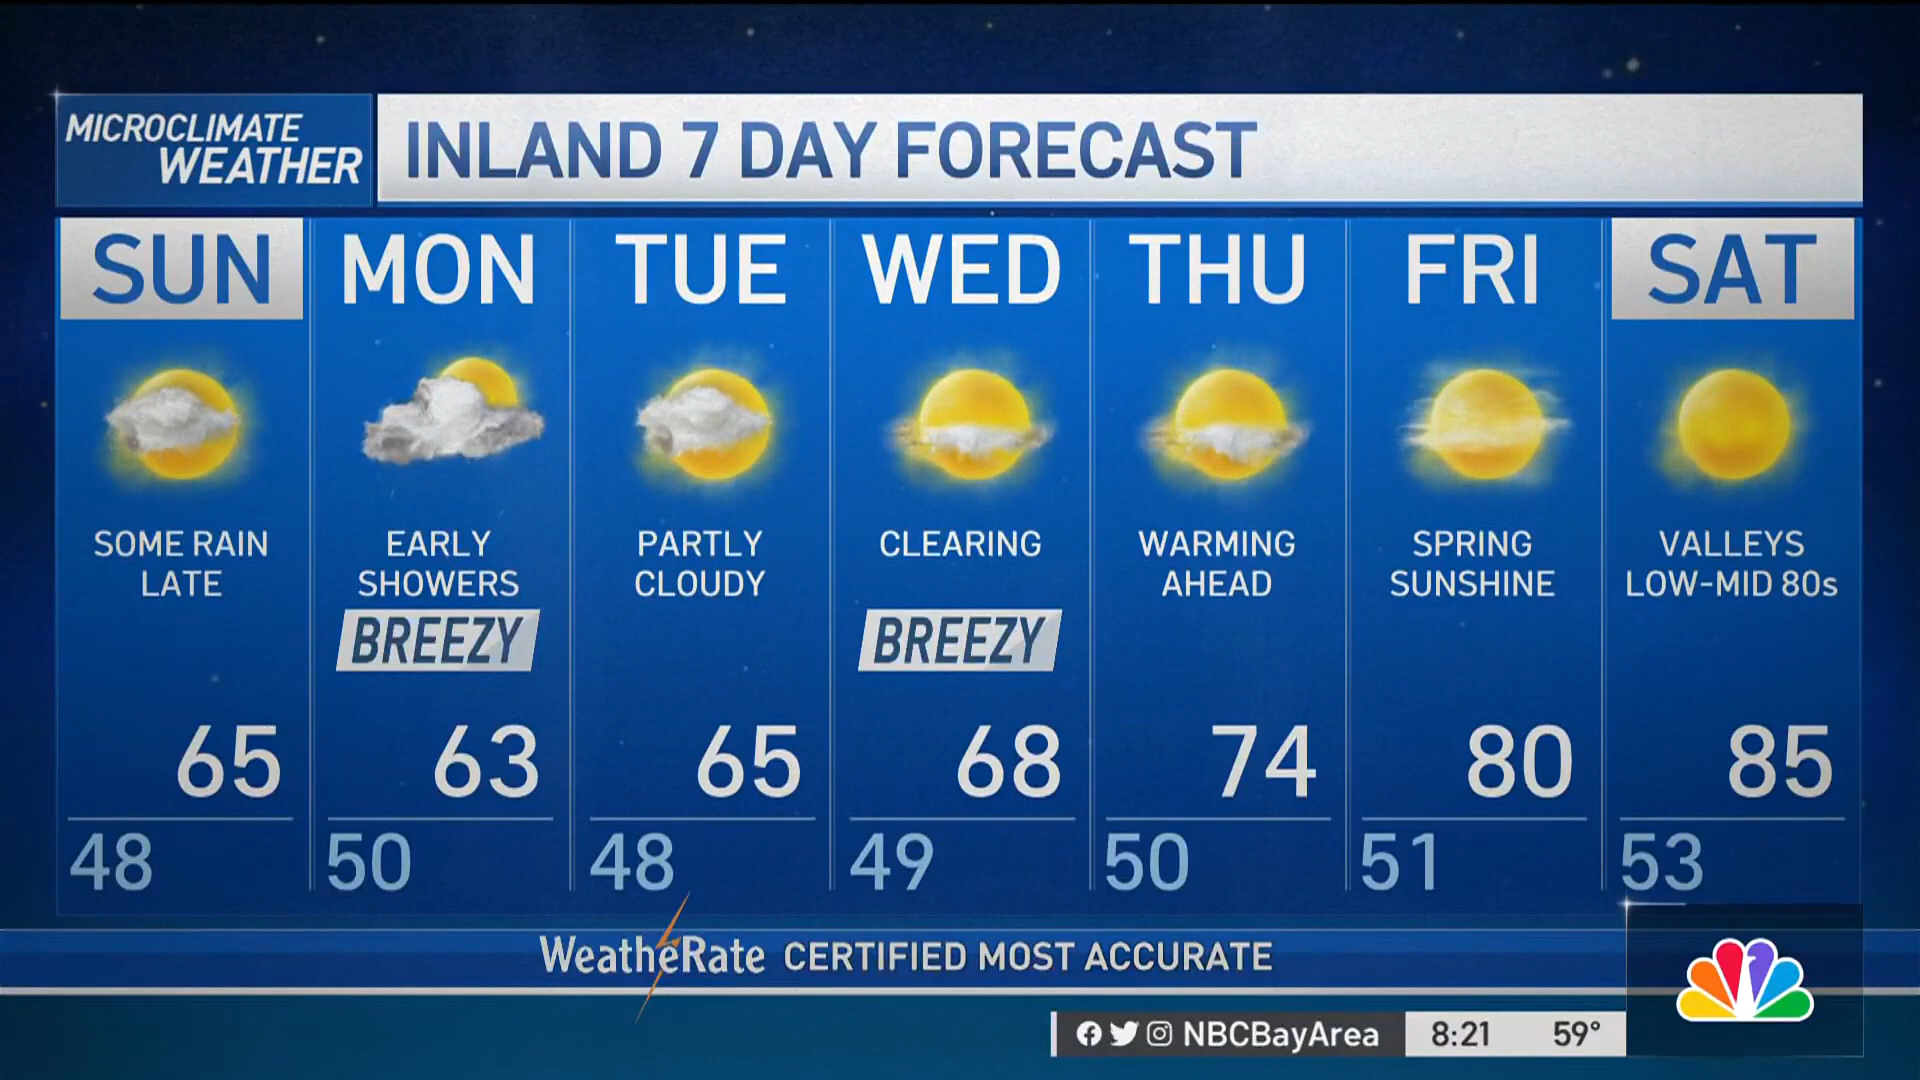 MICROCLIMATE
WEATHER
INLAND 7 DAY FORECAST
SUN
MON
TUE
WED
THU
FRI
SAT
SOME RAIN
LATE
EARLY
SHOWERS
BREEZY
PARTLY
CLOUDY
CLEARING
BREEZY
WARMING
AHEAD
SPRING
SUNSHINE
VALLEYS
LOW-MID 80s
65
63
65
68
74
80
85
48
50
48
49
50
51
53
WeatheRate CERTIFIED MOST ACCURATE
NBCBayArea
8:21 59°